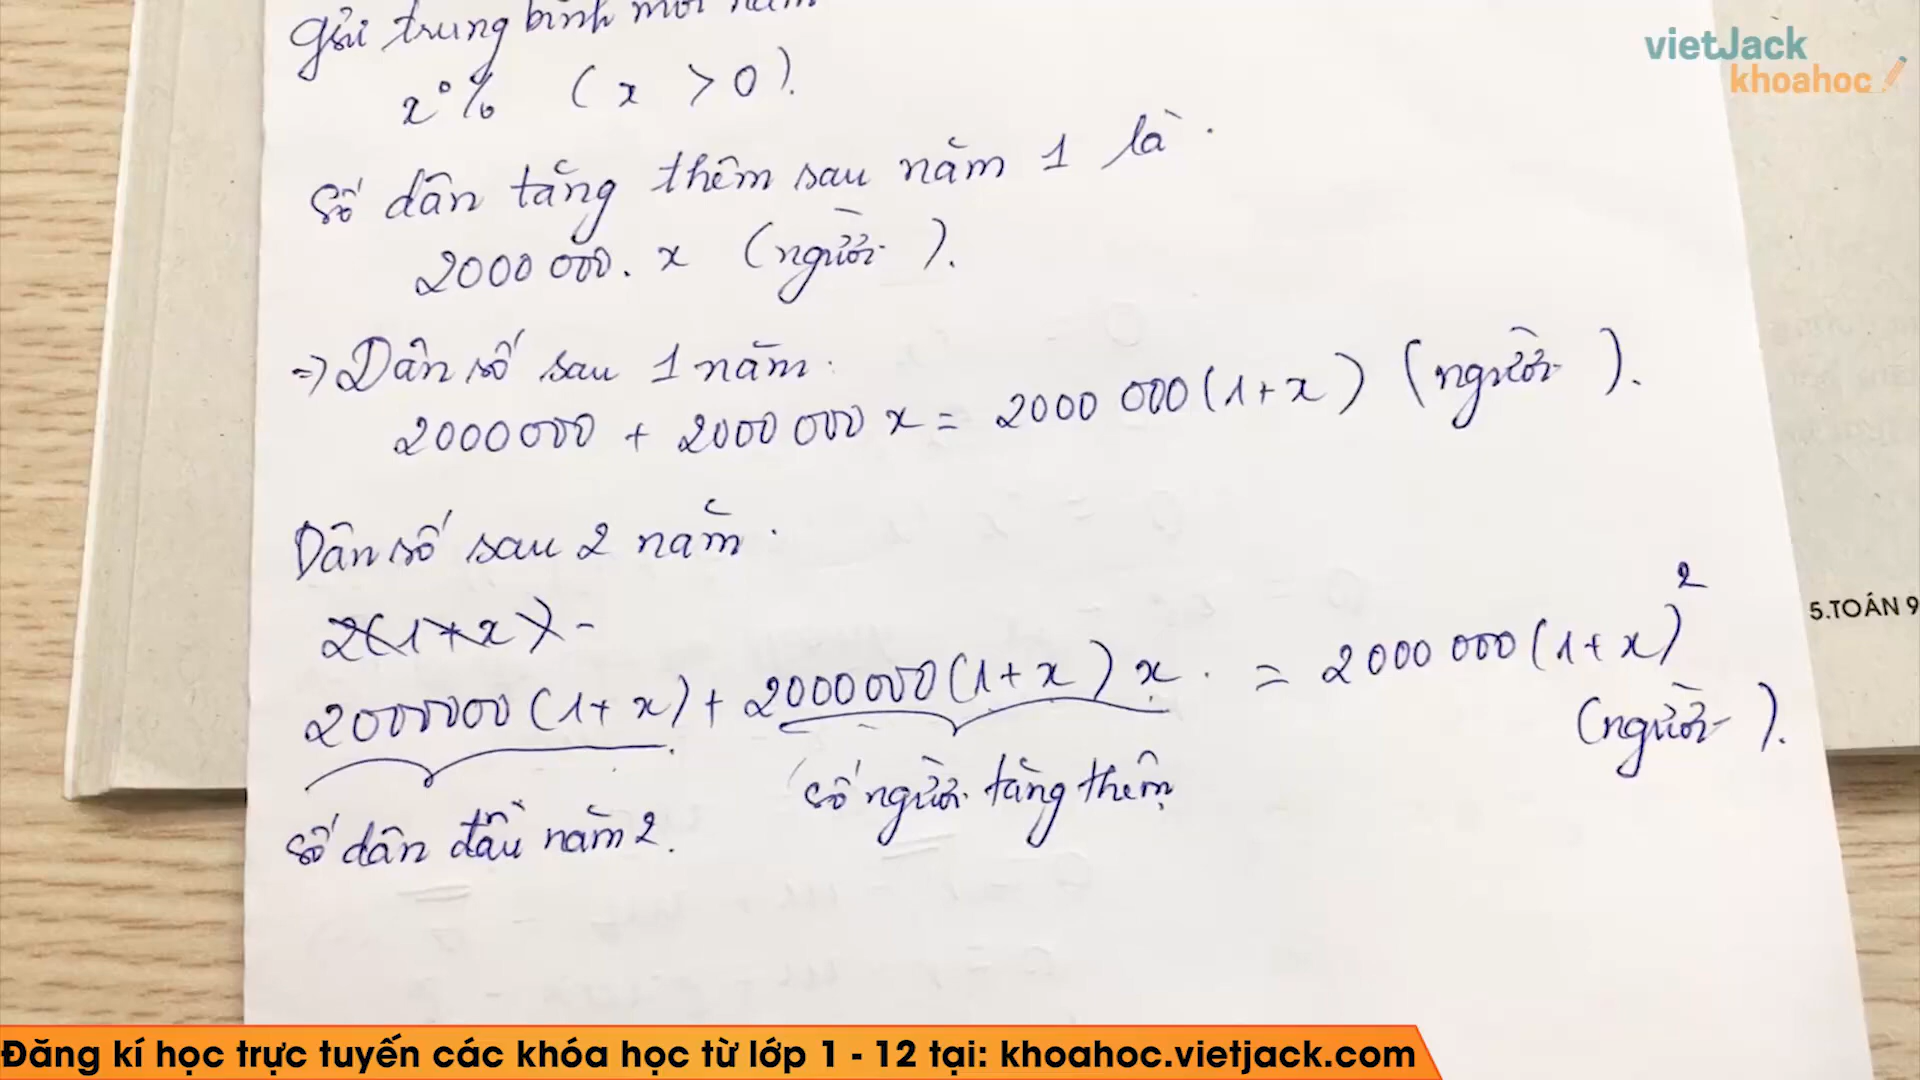 vietJack
khoahoc
Gọi trung bình mỗi năm
x% (x > 0).
Số dân tăng thêm sau năm 1 là.
2000 000. x (người).
=> Dân số sau 1 năm.
2000000 + 2000 000 x = 2000 000(1+x) (người).
Dân số sau 2 năm.
2(1+x) -
2000000(1+x) + 2000000(1+x)x. = 2000 000(1+x)²
(người).
số người tăng thêm
số dân đầu năm 2.
5.TOÁN 9
Đăng kí học trực tuyến các khóa học từ lớp 1 - 12 tại: khoahoc.vietjack.com